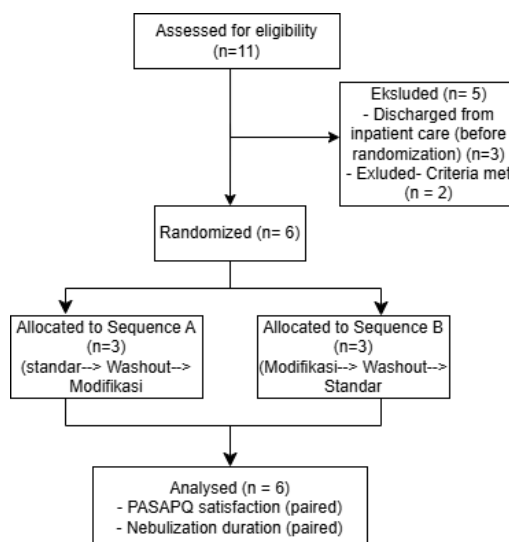 Assessed for eligibility
(n=11)
Eksluded (n= 5)
- Discharged from
inpatient care (before
randomization) (n=3)
- Exluded- Criteria met
(n = 2)
Randomized (n= 6)
Allocated to Sequence A
(n=3)
(standar--> Washout-->
Modifikasi
Allocated to Sequence B
(n=3)
(Modifikasi--> Washout-->
Standar
Analysed (n = 6)
- PASAPQ satisfaction (paired)
- Nebulization duration (paired)